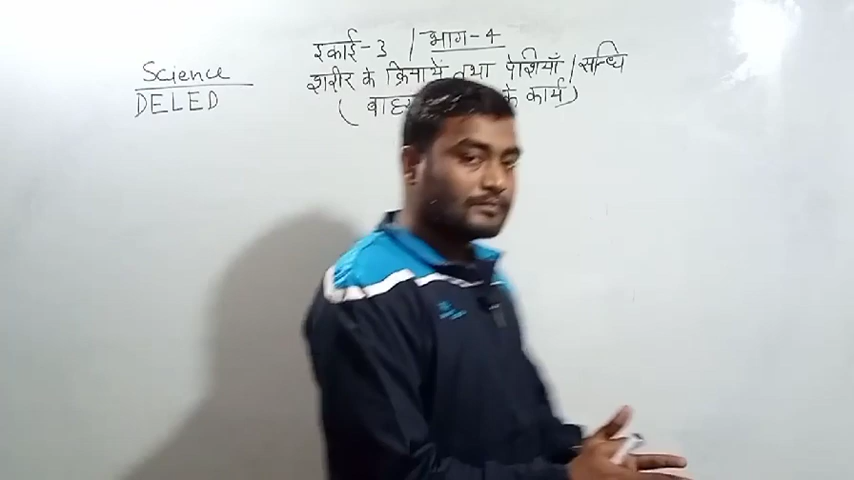 Science
DELED
इकाई-3 / भाग-4
शरीर के क्रियायें तथा पेशियाँ / सन्धि
( बाह के कार्य )